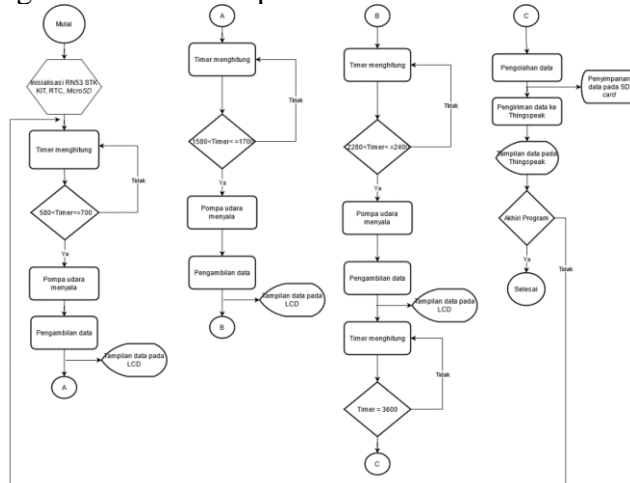 Mulai
Inisialisasi RN53 STK
KIT, RTC, MicroSD
Timer menghitung
Tidak
580<Timer<=700
Ya
Pompa udara
menyala
Pengambilan data
Tampilan data pada
LCD
A
A
Timer menghitung
Tidak
1580<Timer< =1700
Ya
Pompa udara
menyala
Pengambilan data
Tampilan data pada
LCD
B
B
Timer menghitung
Tidak
2280<Timer <=2400
Ya
Pompa udara
menyala
Pengambilan data
Tampilan data pada
LCD
Timer menghitung
Tidak
Timer = 3600
C
C
Pengolahan data
Penyimpanan
data pada SD
card
Pengiriman data ke
Thingspeak
Tampilan data pada
Thingspeak
Akhiri Program
Tidak
Ya
Selesai